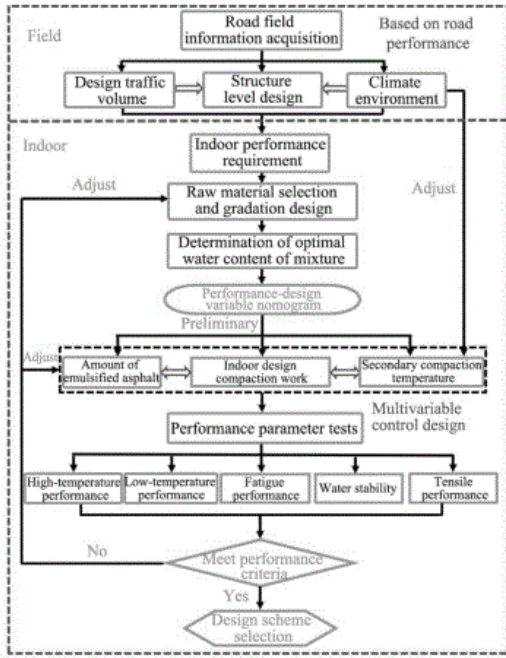 Field
Road field
information acquisition
Based on road
performance
Design traffic
volume
Structure
level design
Climate
environment
Indoor
Indoor performance
requirement
Adjust
Adjust
Raw material selection
and gradation design
Determination of optimal
water content of mixture
Performance-design
variable nomogram
Preliminary
Adjust
Amount of
emulsified asphalt
Indoor design
compaction work
Secondary compaction
temperature
Multivariable
control design
Performance parameter tests
High-temperature
performance
Low-temperature
performance
Fatigue
performance
Water stability
Tensile
performance
No
Meet performance
criteria
Yes
Design scheme
selection